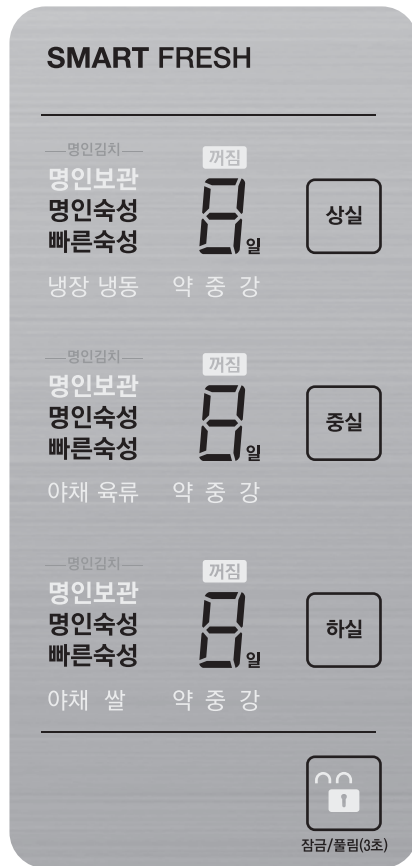 SMART FRESH
명인김치
꺼짐
명인보관
명인숙성
빠른숙성
8일
상실
냉장 냉동 약 중 강
명인김치
꺼짐
명인보관
명인숙성
빠른숙성
8일
중실
야채 육류 약 중 강
명인김치
꺼짐
명인보관
명인숙성
빠른숙성
8일
하실
야채 쌀 약 중 강
잠금/풀림(3초)